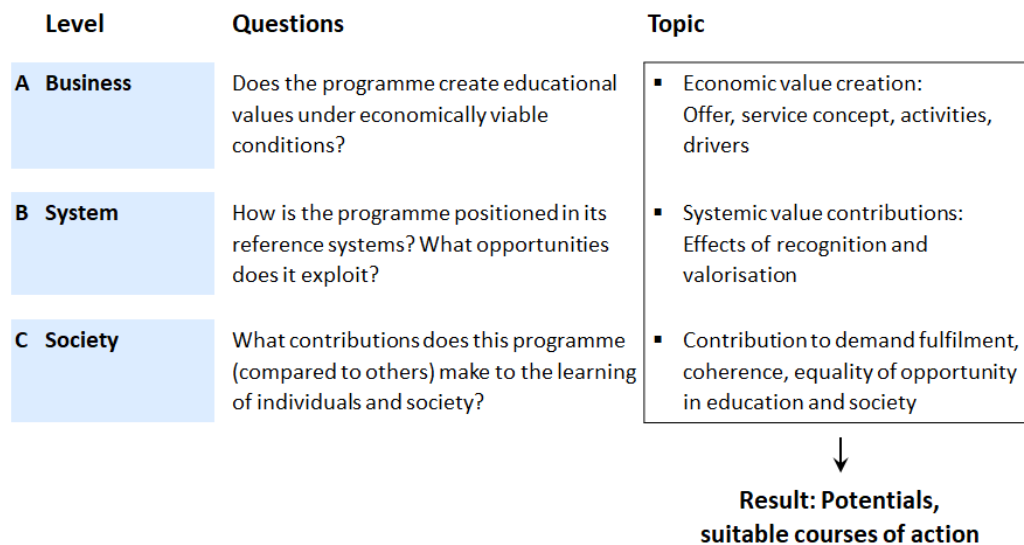 Level Questions Topic
A Business
Does the programme create educational
values under economically viable
conditions?
▪ Economic value creation:
Offer, service concept, activities,
drivers
B System
How is the programme positioned in its
reference systems? What opportunities
does it exploit?
▪ Systemic value contributions:
Effects of recognition and
valorisation
C Society
What contributions does this programme
(compared to others) make to the learning
of individuals and society?
▪ Contribution to demand fulfilment,
coherence, equality of opportunity
in education and society
Result: Potentials,
suitable courses of action